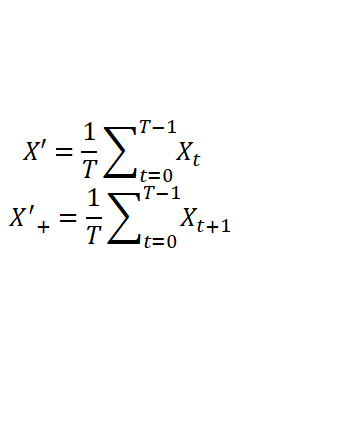 X′ = 1/T ∑_{t=0}^{T−1} X_t
X′_+ = 1/T ∑_{t=0}^{T−1} X_{t+1}